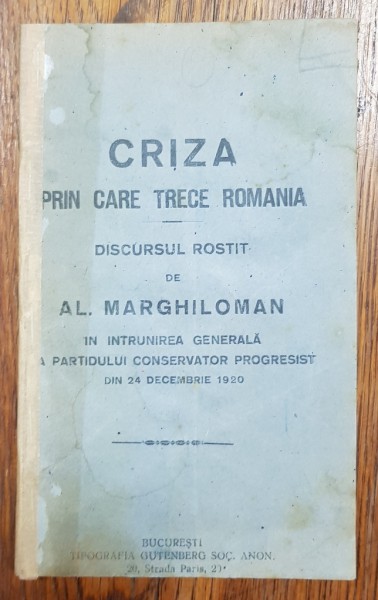 CRIZA
PRIN CARE TRECE ROMANIA
DISCURSUL ROSTIT
DE
AL. MARGHILOMAN
IN INTRUNIREA GENERALĂ
A PARTIDULUI CONSERVATOR PROGRESIST
DIN 24 DECEMBRIE 1920
BUCUREȘTI
TIPOGRAFIA GUTENBERG SOC. ANON.
20, Strada Paris, 20